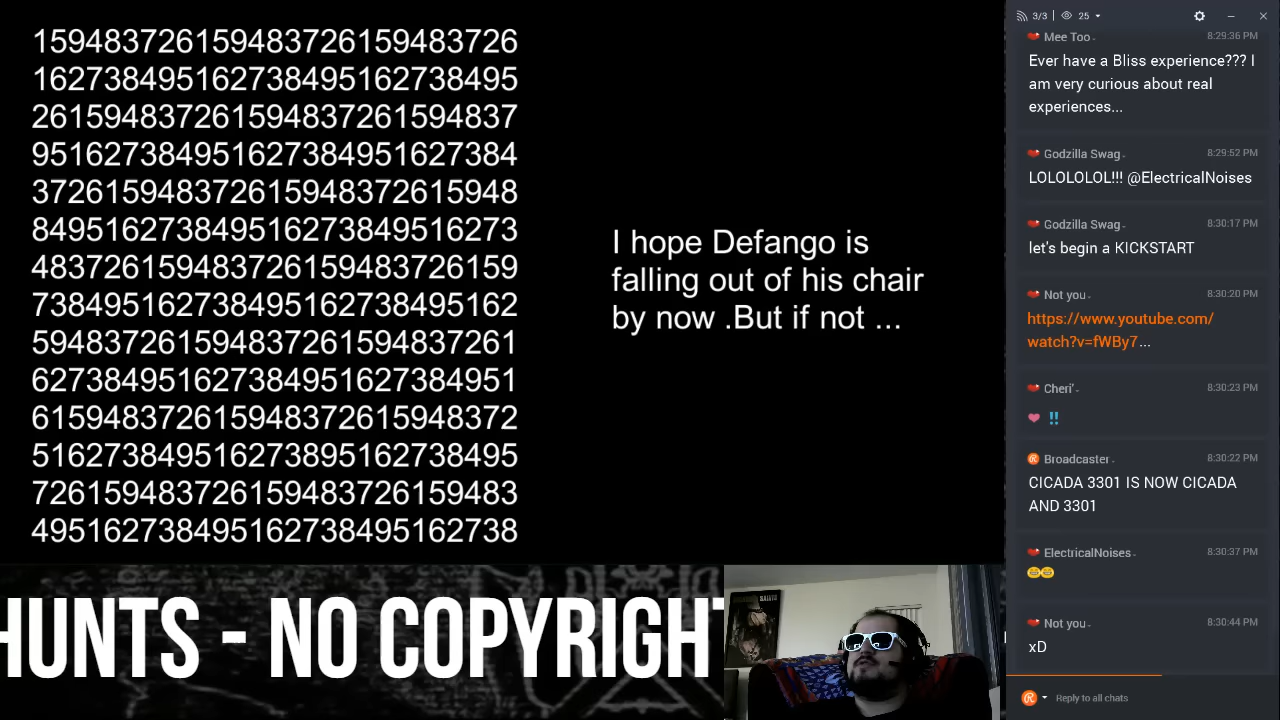 159483726159483726159483726
162738495162738495162738495
261594837261594837261594837
951627384951627384951627384
372615948372615948372615948
849516273849516273849516273
483726159483726159483726159
738495162738495162738495162
594837261594837261594837261
627384951627384951627384951
615948372615948372615948372
516273849516273895162738495
726159483726159483726159483
495162738495162738495162738
I hope Defango is
falling out of his chair
by now .But if not ...
HUNTS - NO COPYRIGHT
3/3
25
Mee Too
8:29:36 PM
Ever have a Bliss experience??? I
am very curious about real
experiences...
Godzilla Swag
8:29:52 PM
LOLOLOLOL!!! @ElectricalNoises
Godzilla Swag
8:30:17 PM
let's begin a KICKSTART
Not you
8:30:20 PM
https://www.youtube.com/
watch?v=fWBy7...
Cheri'
8:30:23 PM
Broadcaster
8:30:22 PM
CICADA 3301 IS NOW CICADA
AND 3301
ElectricalNoises
8:30:37 PM
Not you
8:30:44 PM
xD
Reply to all chats